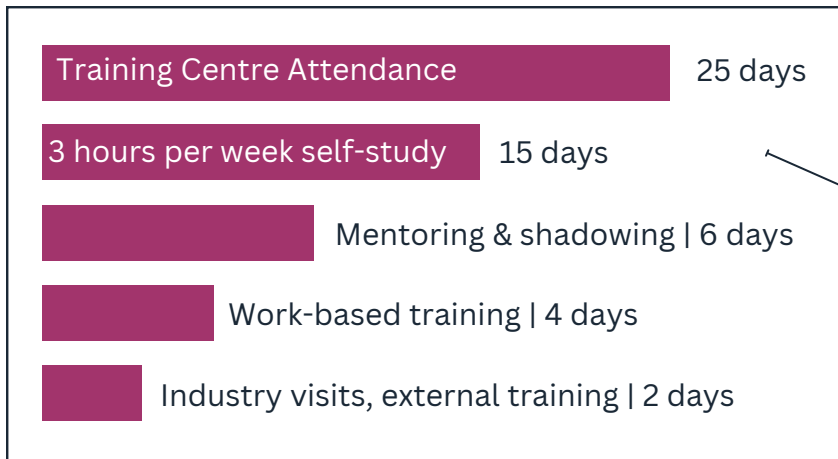 Training Centre Attendance 25 days
3 hours per week self-study 15 days
Mentoring & shadowing | 6 days
Work-based training | 4 days
Industry visits, external training | 2 days